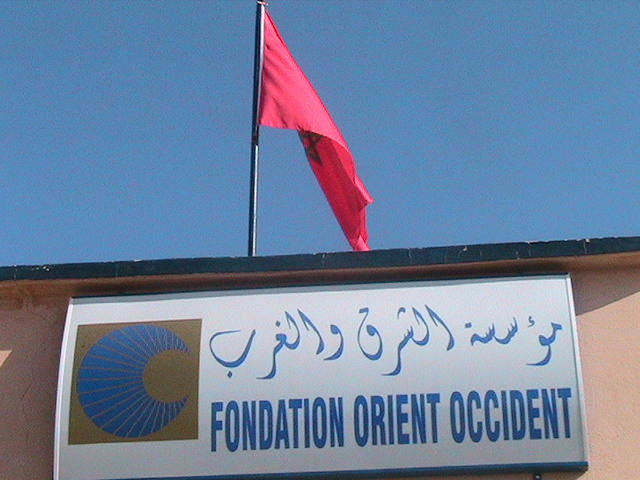 مؤسسة الشرق والغرب
FONDATION ORIENT OCCIDENT